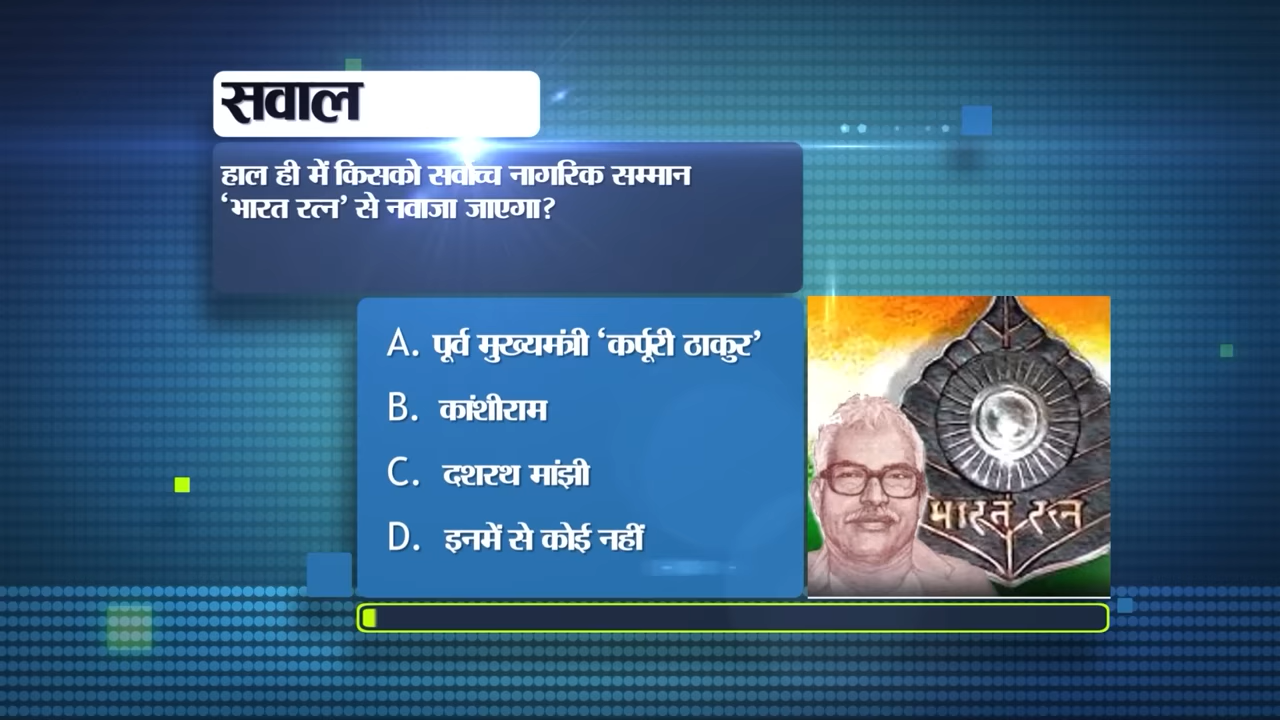 सवाल
हाल ही में किसको सर्वोच्च नागरिक सम्मान
‘भारत रत्न’ से नवाजा जाएगा?
A. पूर्व मुख्यमंत्री ‘कर्पूरी ठाकुर’
B. कांशीराम
C. दशरथ मांझी
D. इनमें से कोई नहीं
भारत रत्न